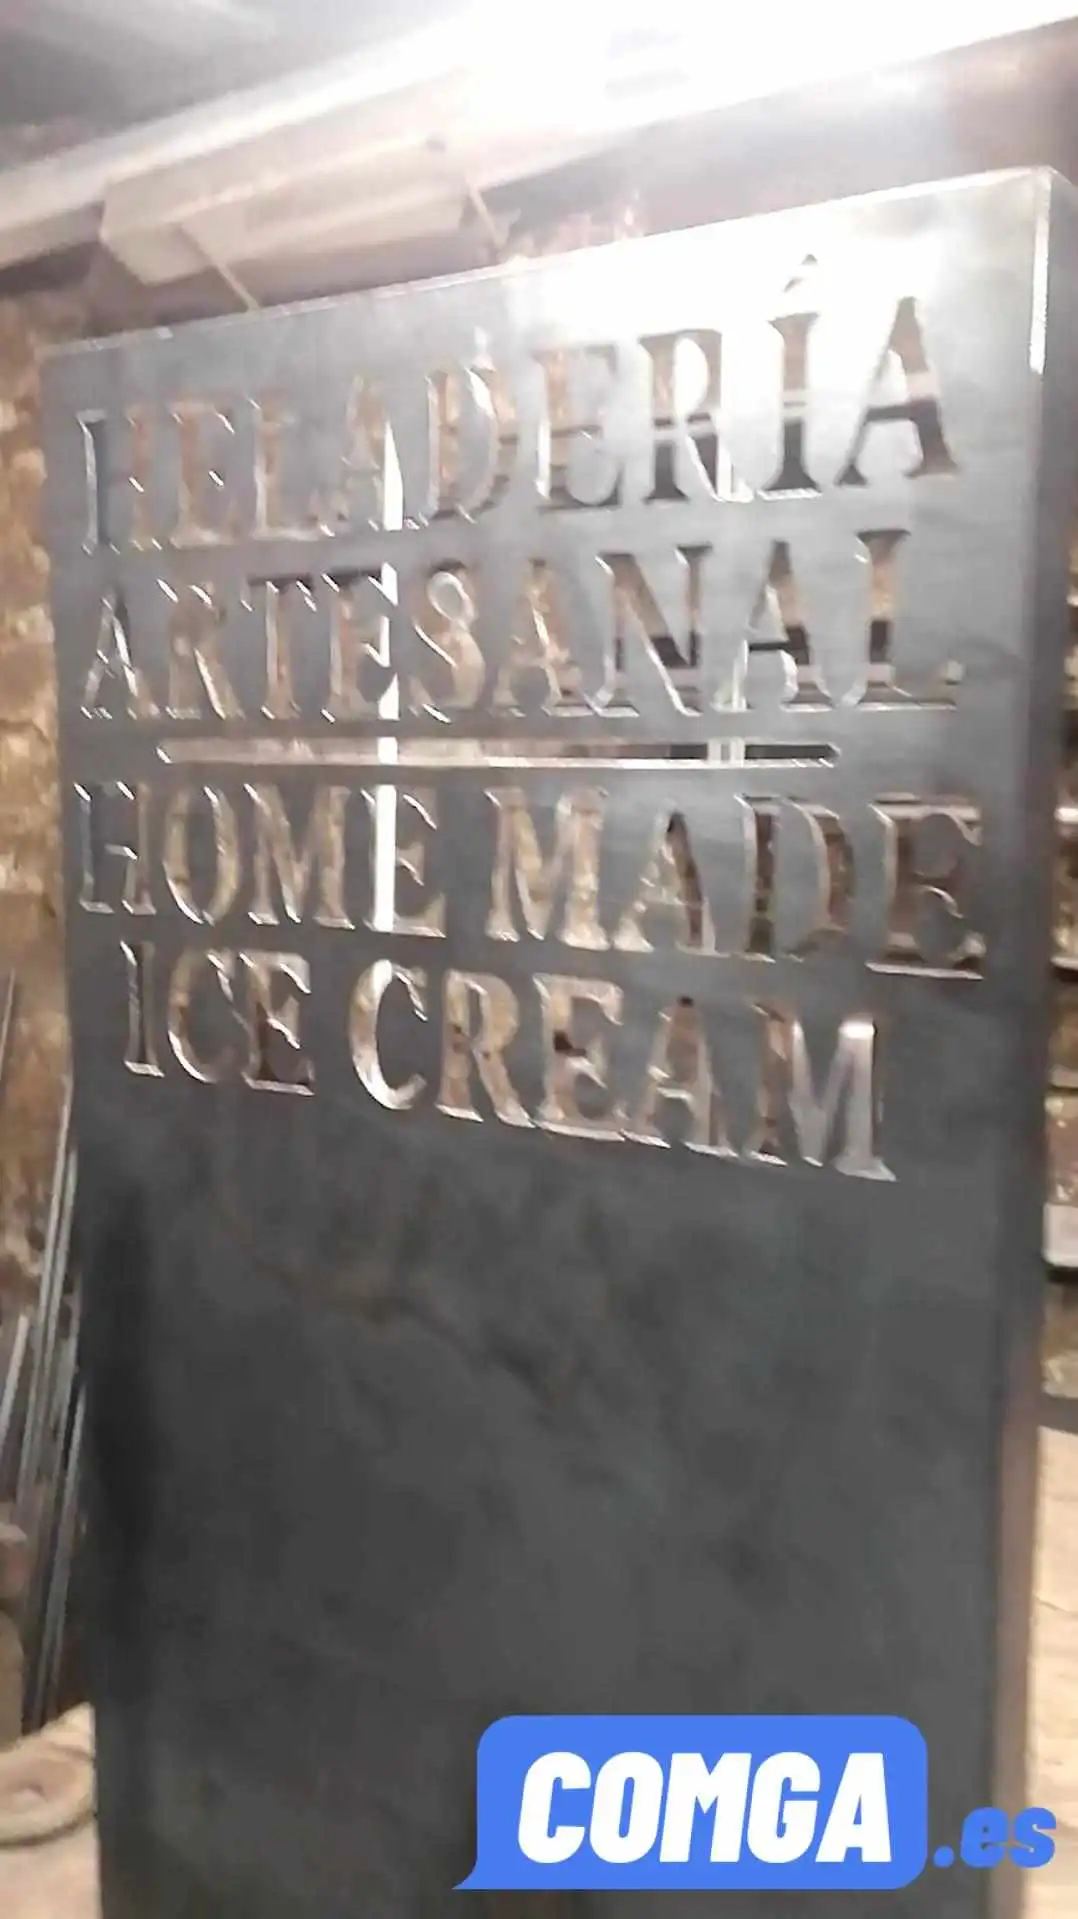 HELADERÍA
ARTESANAL
HOME MADE
ICE CREAM
COMGA.es